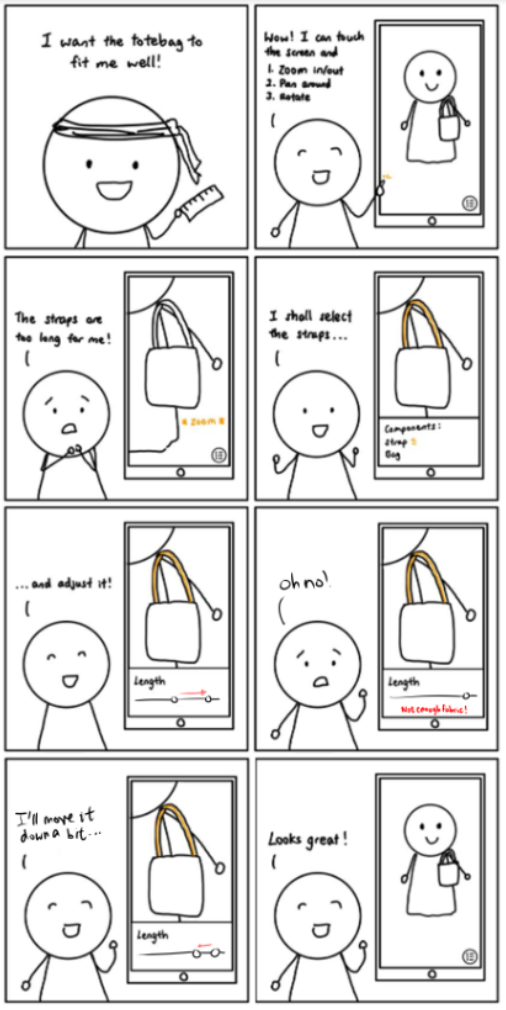 I want the totebag to
fit me well!
Wow! I can touch
the screen and
1. Zoom in/out
2. Pan around
3. Rotate
The straps are
too long for me!
zoom
I shall select
the straps...
Components:
Strap
Bag
...and adjust it!
Length
oh no!
Length
Not enough fabric!
I'll move it
down a bit...
Length
Looks great!